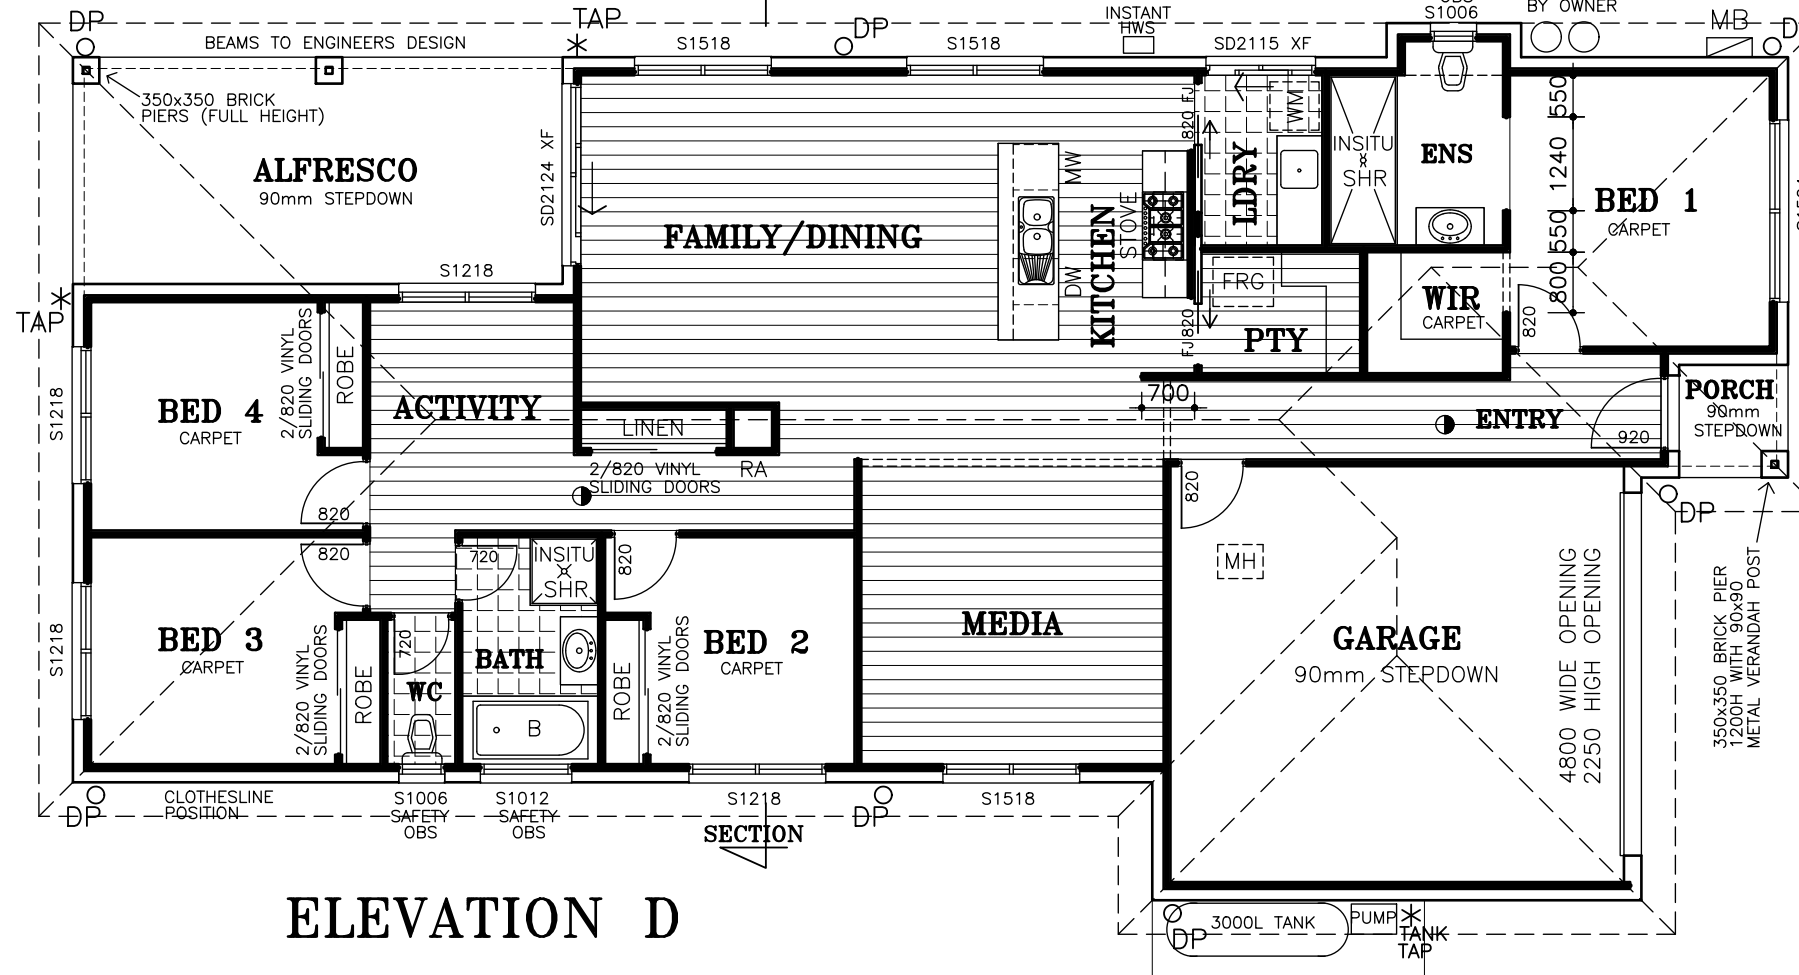 DP
TAP
BEAMS TO ENGINEERS DESIGN
S1518
DP
S1518
INSTANT
HWS
SD2115 XF
S1006
BY OWNER
MB
350x350 BRICK
PIERS (FULL HEIGHT)
ALFRESCO
90mm STEPDOWN
SD2124 XF
S1218
FAMILY/DINING
MW
DW
KITCHEN
STOVE
820 FJ
FJ 820
WM
LDRY
INSITU
SHR
ENS
550
1240
550
800
BED 1
CARPET
FRG
PTY
WIR
CARPET
820
TAP
S1218
BED 4
CARPET
2/820 VINYL
SLIDING DOORS
ROBE
ACTIVITY
LINEN
2/820 VINYL
SLIDING DOORS
RA
700
ENTRY
920
PORCH
90mm
STEPDOWN
820
820
820
720
INSITU
SHR
820
DP
MH
S1218
BED 3
CARPET
2/820 VINYL
SLIDING DOORS
ROBE
720
WC
BATH
B
ROBE
2/820 VINYL
SLIDING DOORS
BED 2
CARPET
MEDIA
GARAGE
90mm STEPDOWN
4800 WIDE OPENING
2250 HIGH OPENING
350x350 BRICK PIER
1200H WITH 90x90
METAL VERANDAH POST
DP
CLOTHESLINE
POSITION
S1006
SAFETY
OBS
S1012
SAFETY
OBS
S1218
DP
S1518
SECTION
ELEVATION D
DP
3000L TANK
PUMP
TANK
TAP